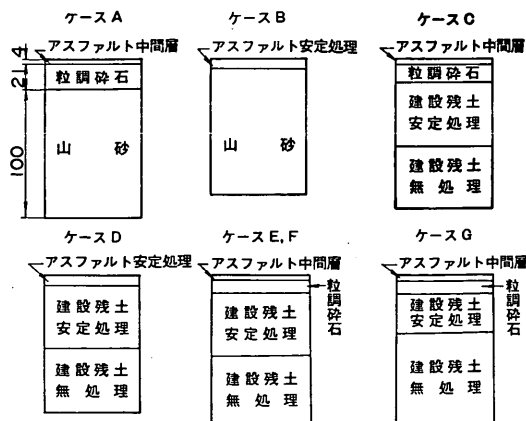 ケースA
アスファルト中間層
4
21
粒調砕石
100
山砂
ケースB
アスファルト安定処理
山砂
ケースC
アスファルト中間層
粒調砕石
建設残土
安定処理
建設残土
無処理
ケースD
アスファルト安定処理
建設残土
安定処理
建設残土
無処理
ケースE,F
アスファルト中間層
粒調砕石
建設残土
安定処理
建設残土
無処理
ケースG
アスファルト中間層
粒調砕石
建設残土
安定処理
建設残土
無処理